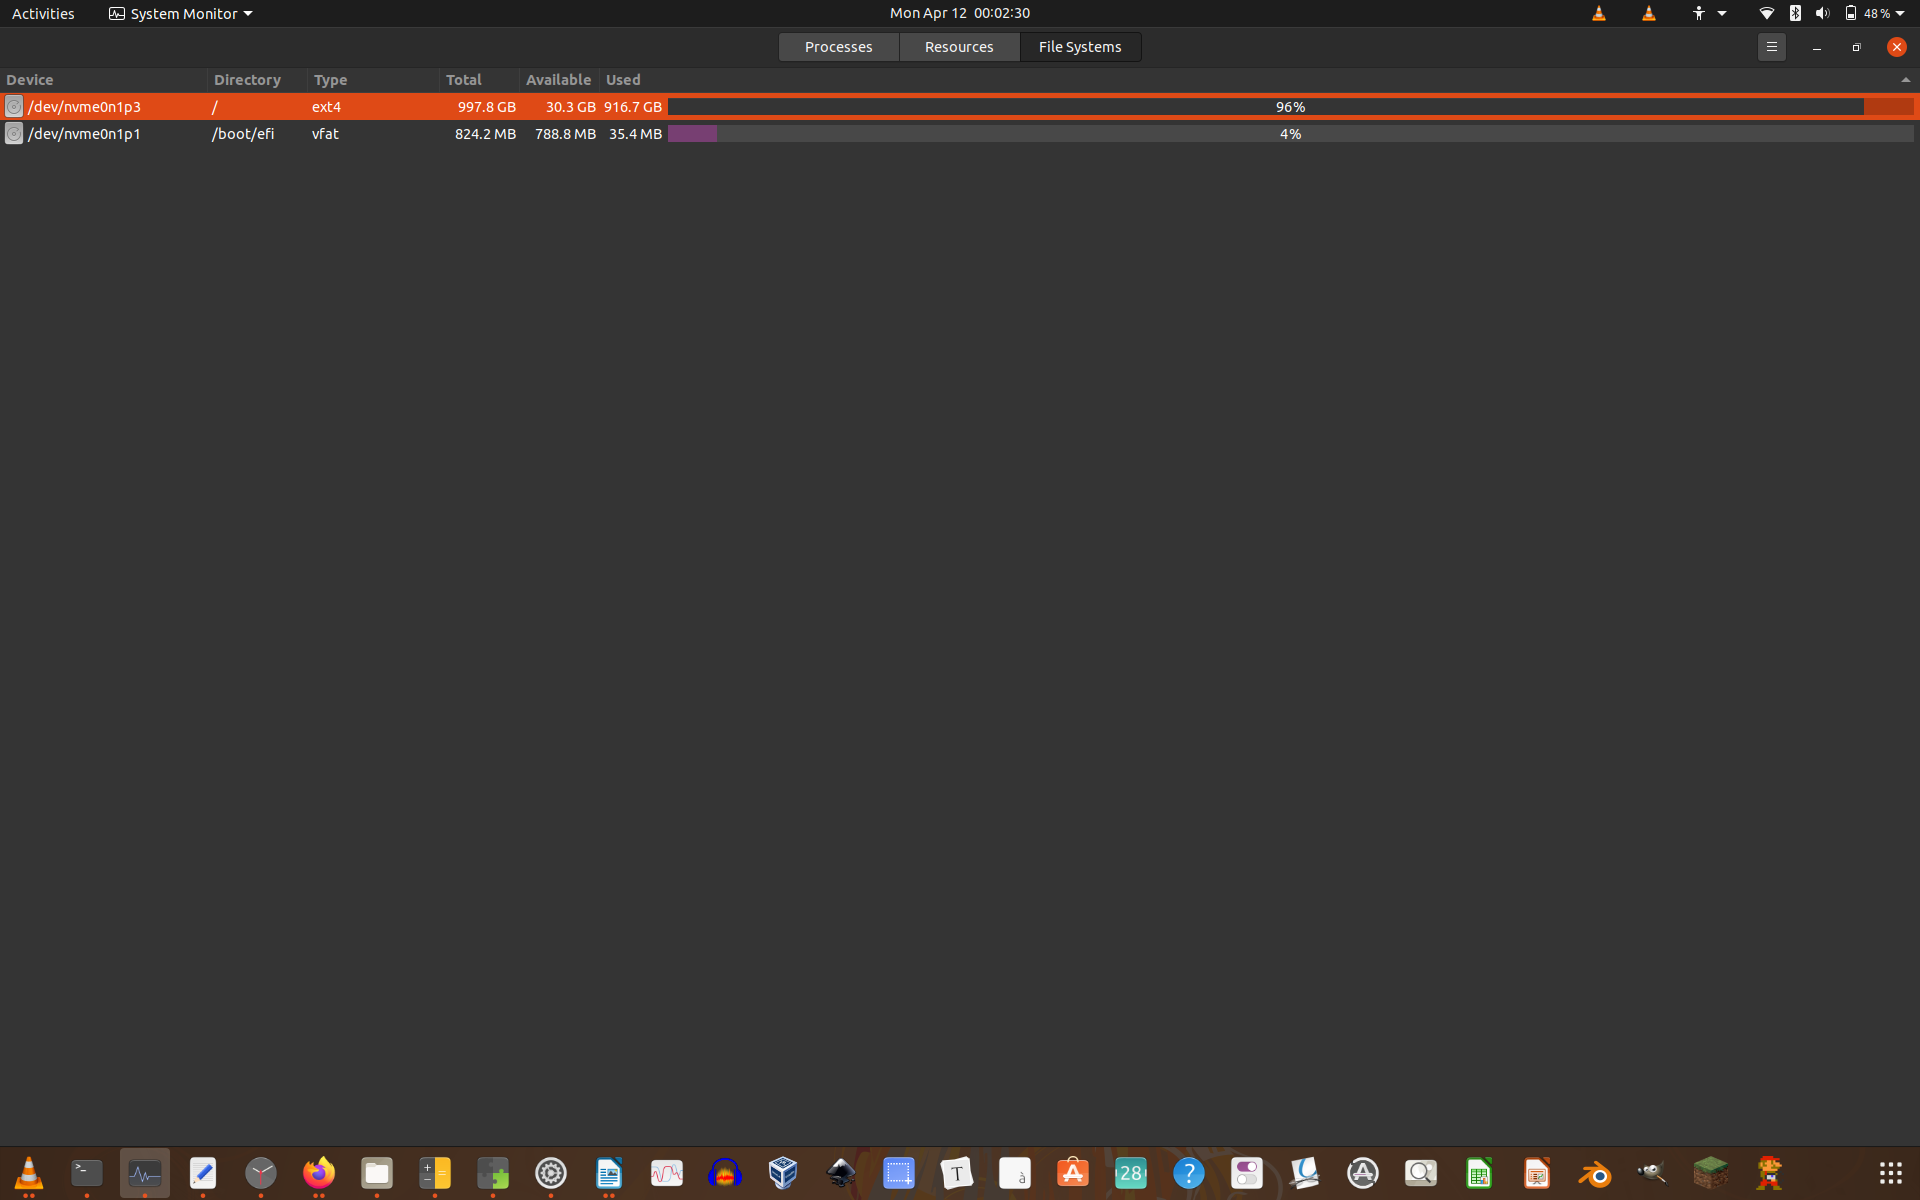 Activities System Monitor Mon Apr 12 00:02:30 48 %
Processes Resources File Systems
Device Directory Type Total Available Used
/dev/nvme0n1p3 / ext4 997.8 GB 30.3 GB 916.7 GB 96%
/dev/nvme0n1p1 /boot/efi vfat 824.2 MB 788.8 MB 35.4 MB 4%
>_ + − = T à A 28 ?